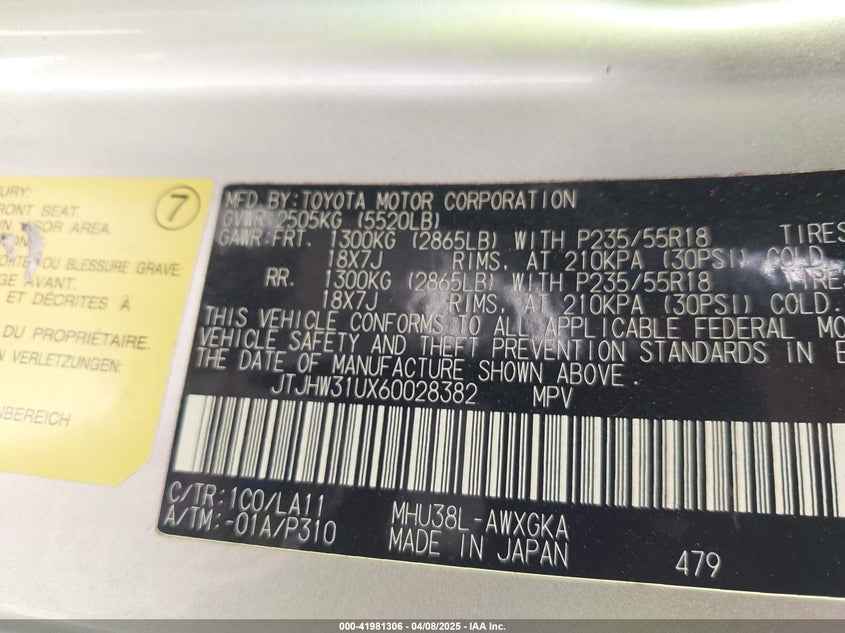 URY:
RONT SEAT.
N VISOR AREA.
7
ORTE OU BLESSURE GRAVE:
GE AVANT.
ET DÉCRITES À
DU PROPRIÉTAIRE.
N VERLETZUNGEN:
NBEREICH
MFD. BY: TOYOTA MOTOR CORPORATION
GVWR: 2505KG (5520LB)
GAWR: FRT. 1300KG (2865LB) WITH P235/55R18 TIRES
18X7J RIMS, AT 210KPA (30PSI) COLD.
RR. 1300KG (2865LB) WITH P235/55R18 TIRES
18X7J RIMS, AT 210KPA (30PSI) COLD.
THIS VEHICLE CONFORMS TO ALL APPLICABLE FEDERAL MO
VEHICLE SAFETY AND THEFT PREVENTION STANDARDS IN E
THE DATE OF MANUFACTURE SHOWN ABOVE.
JTJHW31UX60028382 MPV
C/TR: 1C0/LA11 MHU38L-AWXGKA
A/TM: -01A/P310 MADE IN JAPAN 479
000-41981306 - 04/08/2025 - IAA Inc.